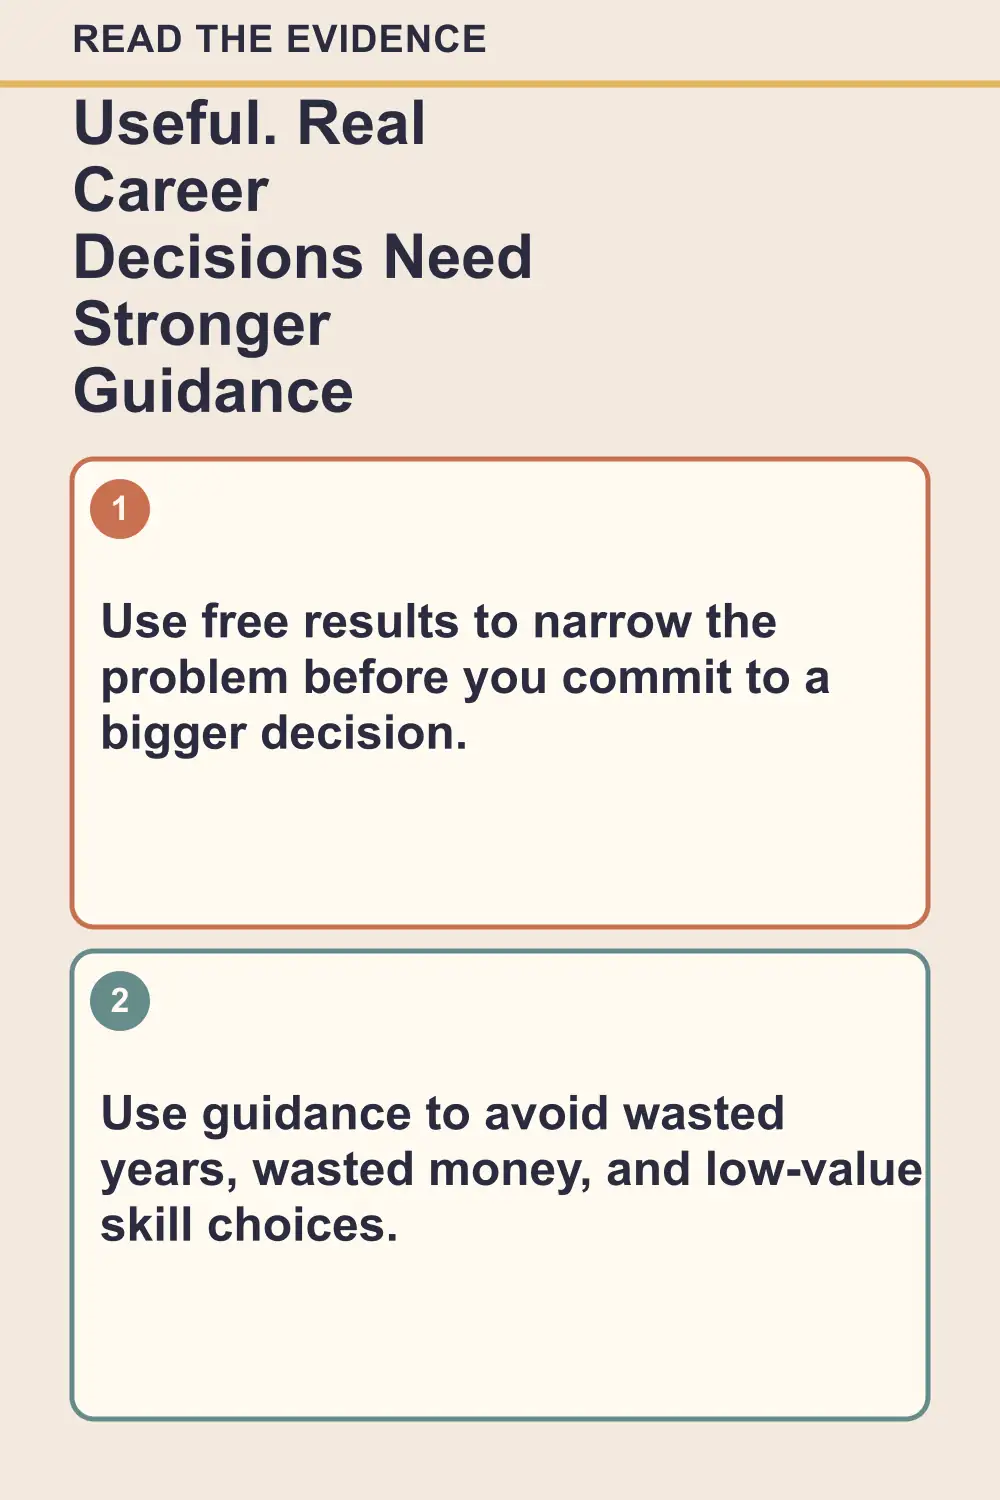 READ THE EVIDENCE
Useful. Real
Career
Decisions Need
Stronger
Guidance
1
Use free results to narrow the
problem before you commit to a
bigger decision.
2
Use guidance to avoid wasted
years, wasted money, and low-value
skill choices.